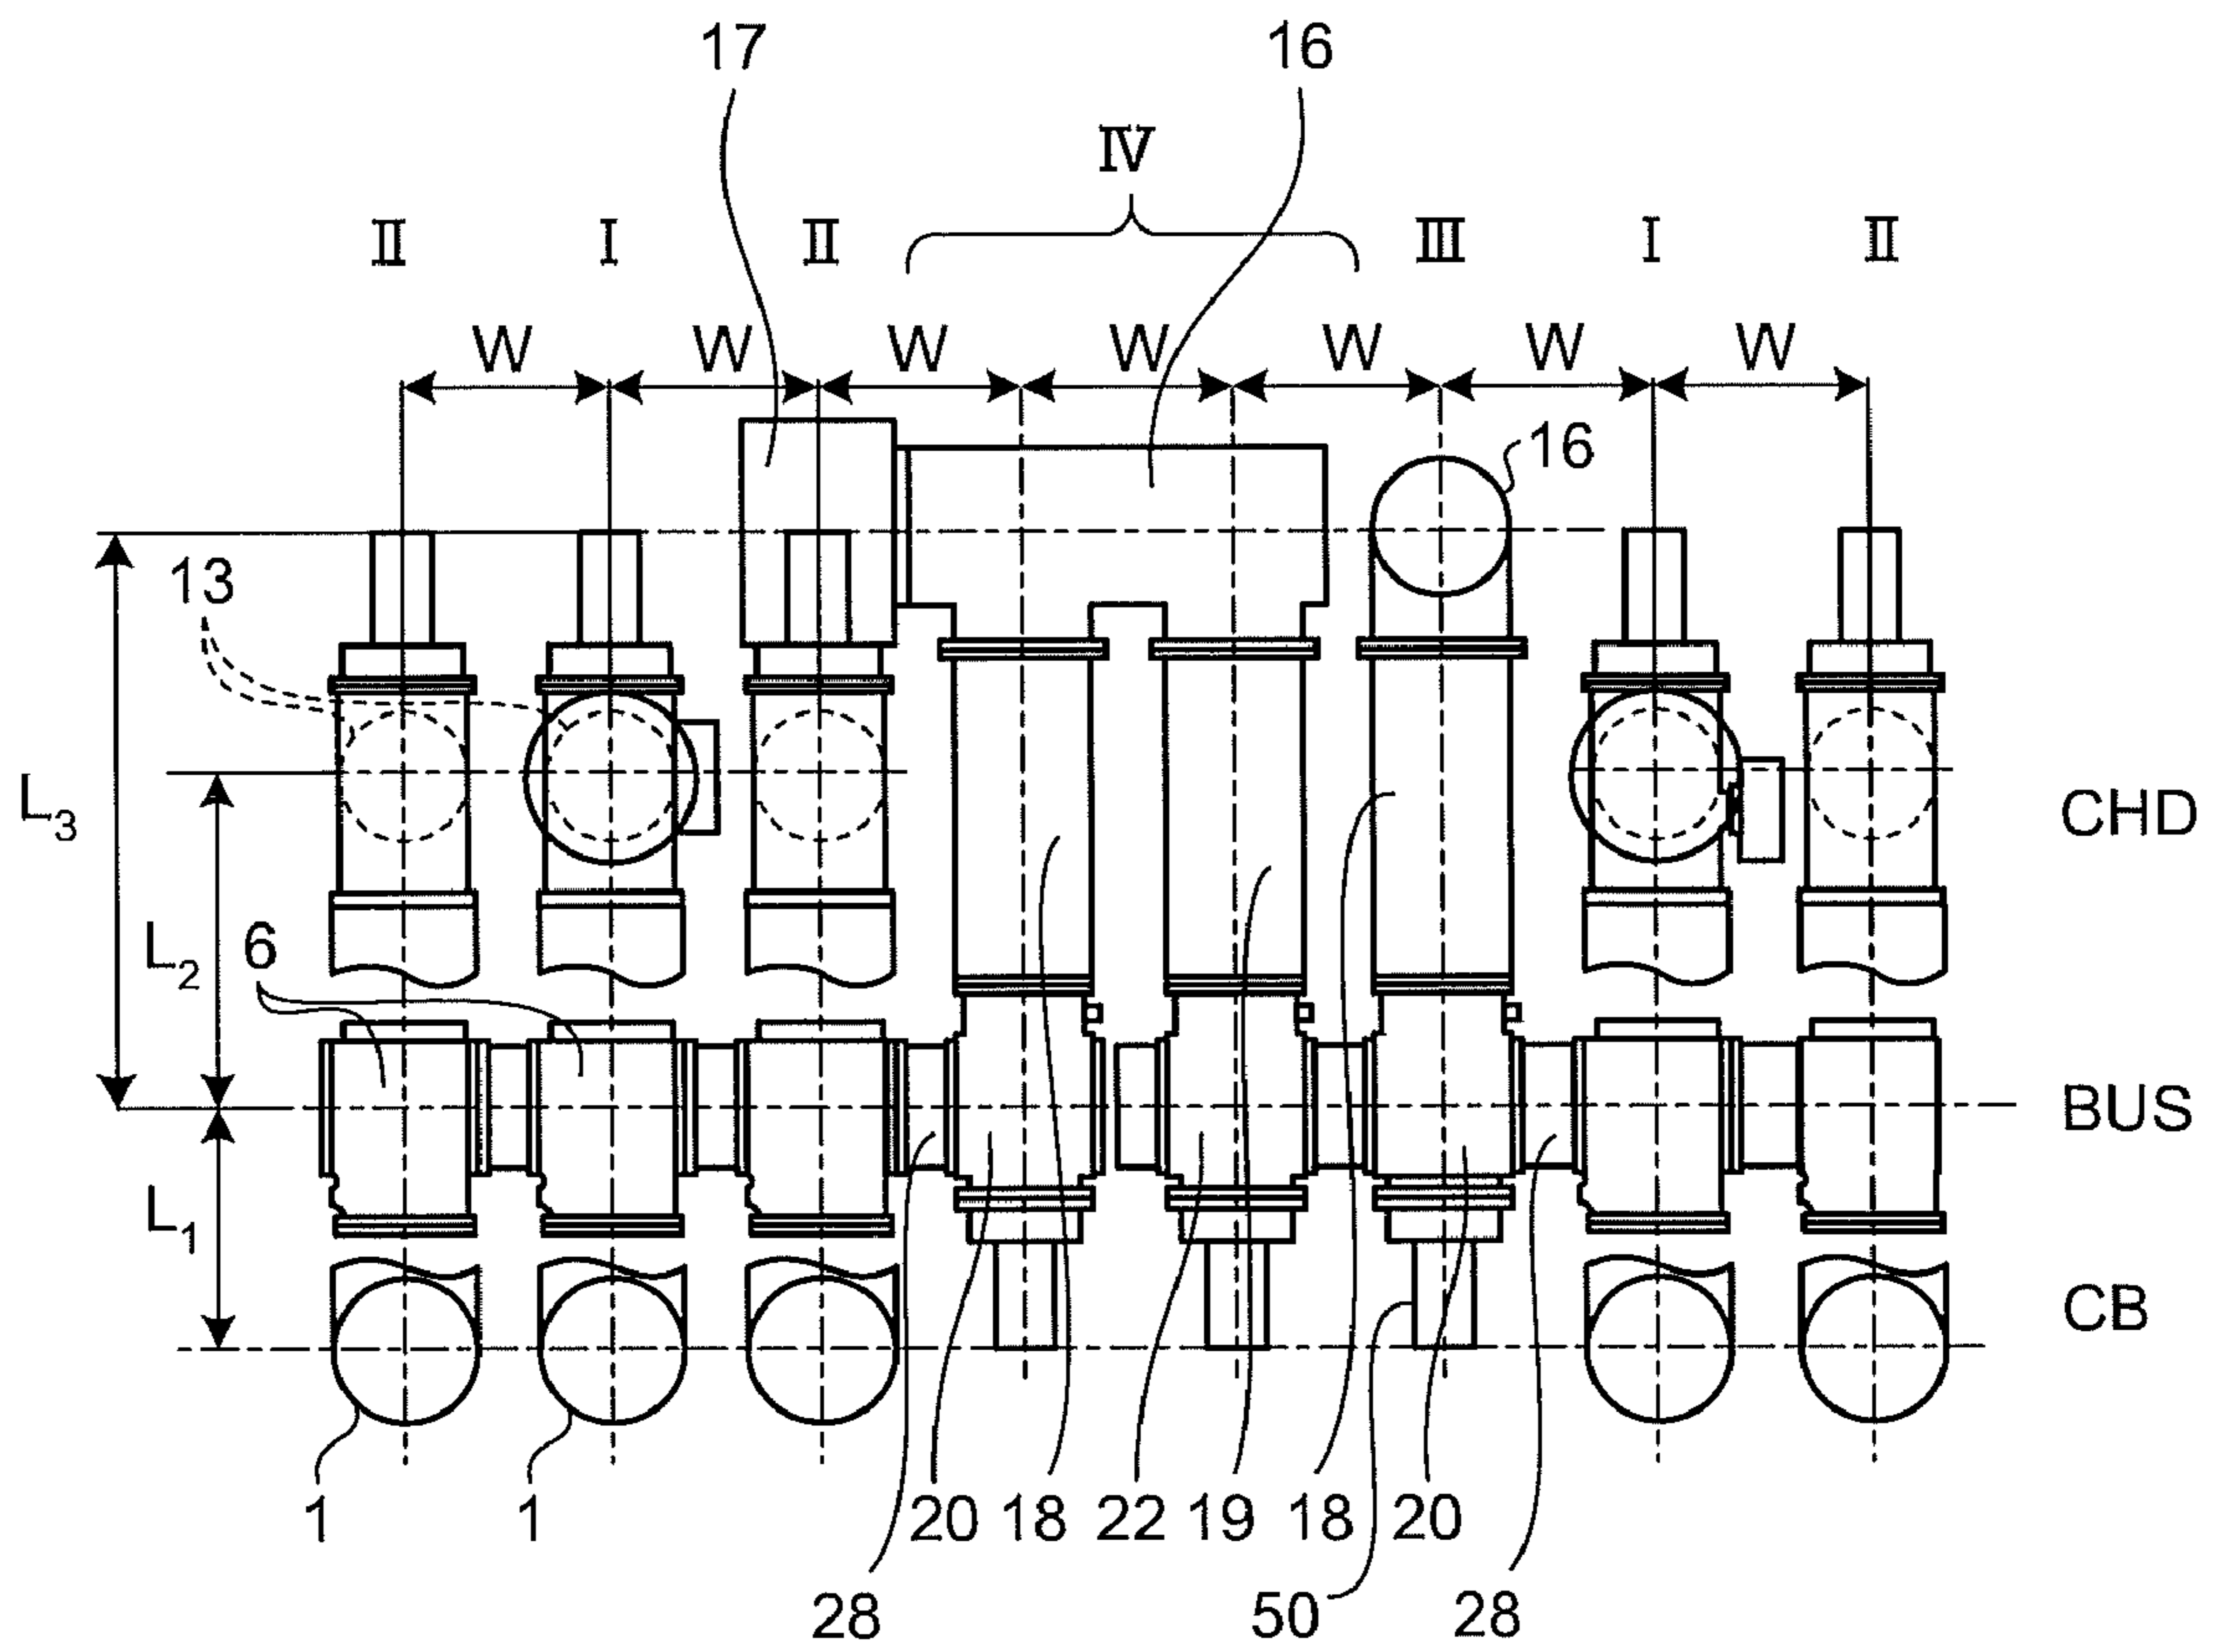 17 16
IV
II I II III I II
W W W W W W W
16
13
L3
CHD
L2 6
BUS
L1
CB
1 1 20 18 22 19 18 20
28 50 28